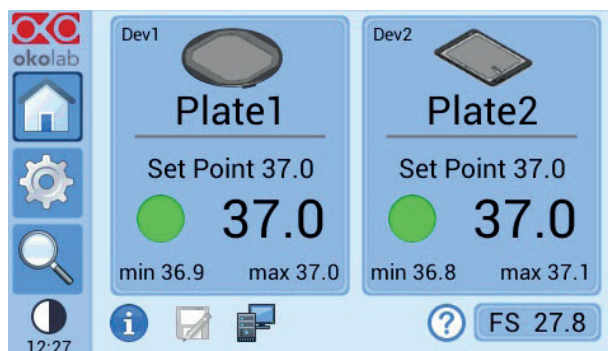 okolab
12:27
Dev1
Plate1
Set Point 37.0
37.0
min 36.9 max 37.0
Dev2
Plate2
Set Point 37.0
37.0
min 36.8 max 37.1
i
?
FS 27.8